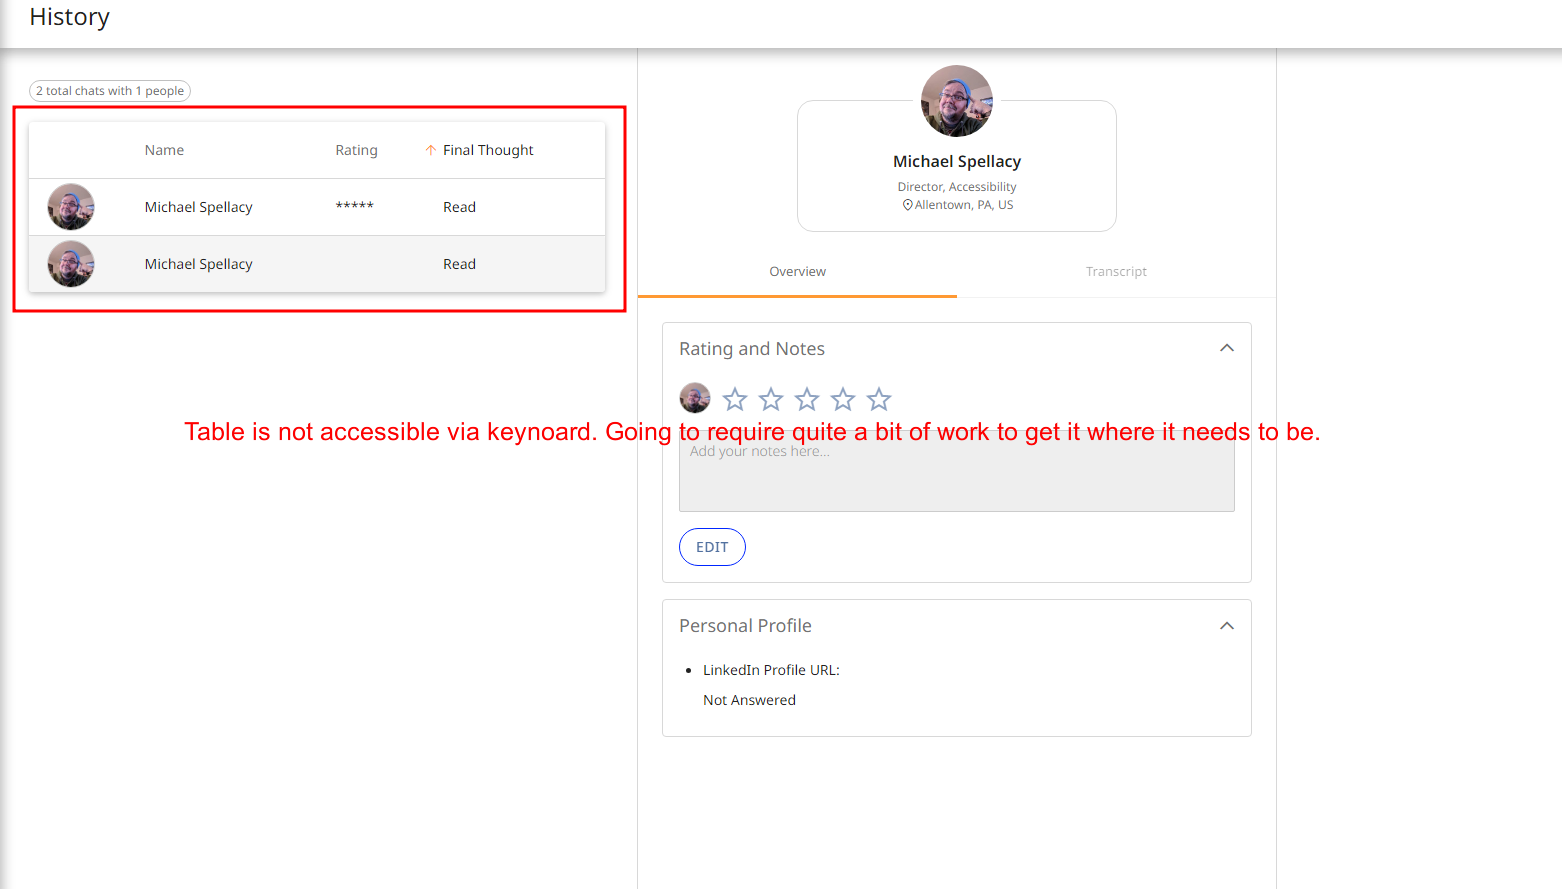 History
2 total chats with 1 people
Name Rating Final Thought
Michael Spellacy ***** Read
Michael Spellacy Read
Michael Spellacy
Director, Accessibility
Allentown, PA, US
Overview Transcript
Rating and Notes
Table is not accessible via keynoard. Going to require quite a bit of work to get it where it needs to be.
Add your notes here...
EDIT
Personal Profile
LinkedIn Profile URL:
Not Answered